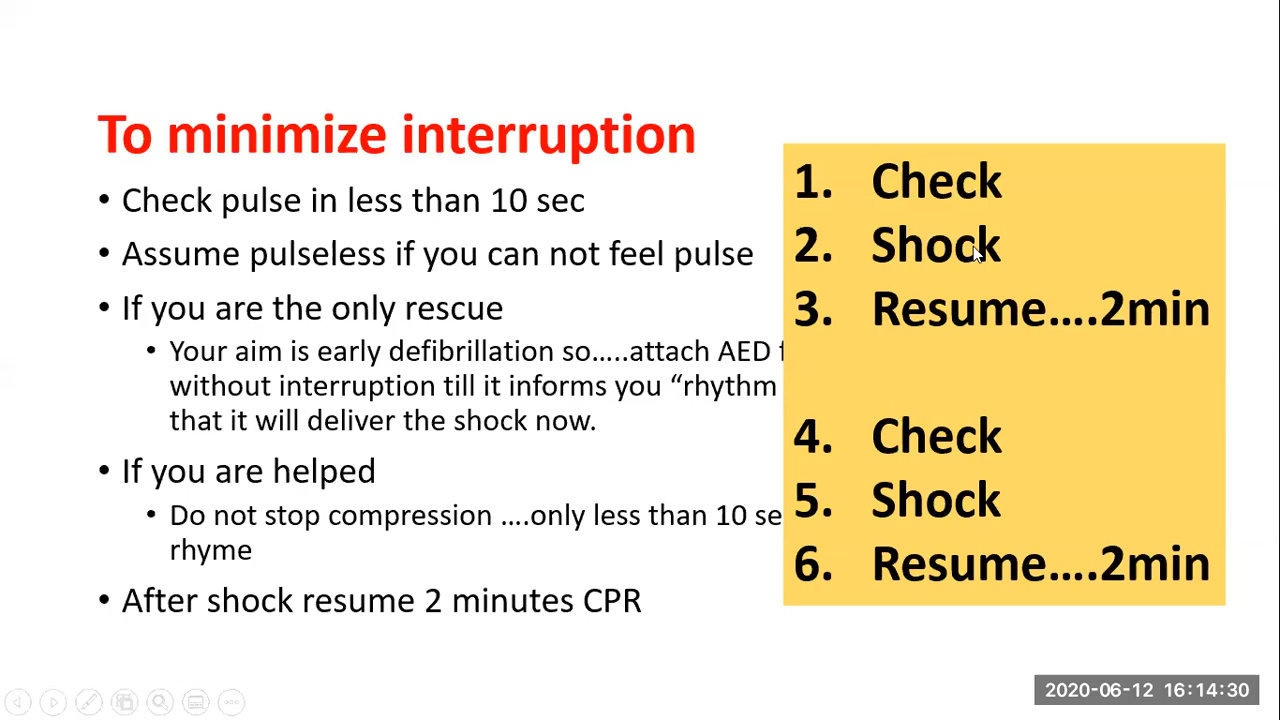 To minimize interruption
• Check pulse in less than 10 sec
• Assume pulseless if you can not feel pulse
• If you are the only rescue
• Your aim is early defibrillation so…..attach AED
without interruption till it informs you “rhythm
that it will deliver the shock now.
• If you are helped
• Do not stop compression ….only less than 10
rhyme
• After shock resume 2 minutes CPR
1. Check
2. Shock
3. Resume….2min
4. Check
5. Shock
6. Resume….2min
2020-06-12 16:14:30